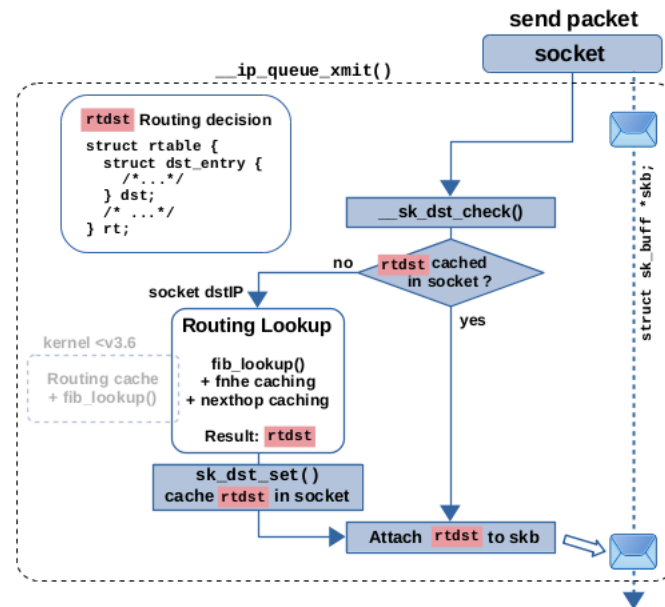 send packet
socket
__ip_queue_xmit()
rtdst Routing decision
struct rtable {
struct dst_entry {
/*...*/
} dst;
/* ...*/
} rt;
struct sk_buff *skb;
__sk_dst_check()
rtdst cached
in socket ?
no
yes
socket dstIP
Routing Lookup
fib_lookup()
+ fnhe caching
+ nexthop caching
Result: rtdst
kernel <v3.6
Routing cache
+ fib_lookup()
sk_dst_set()
cache rtdst in socket
Attach rtdst to skb